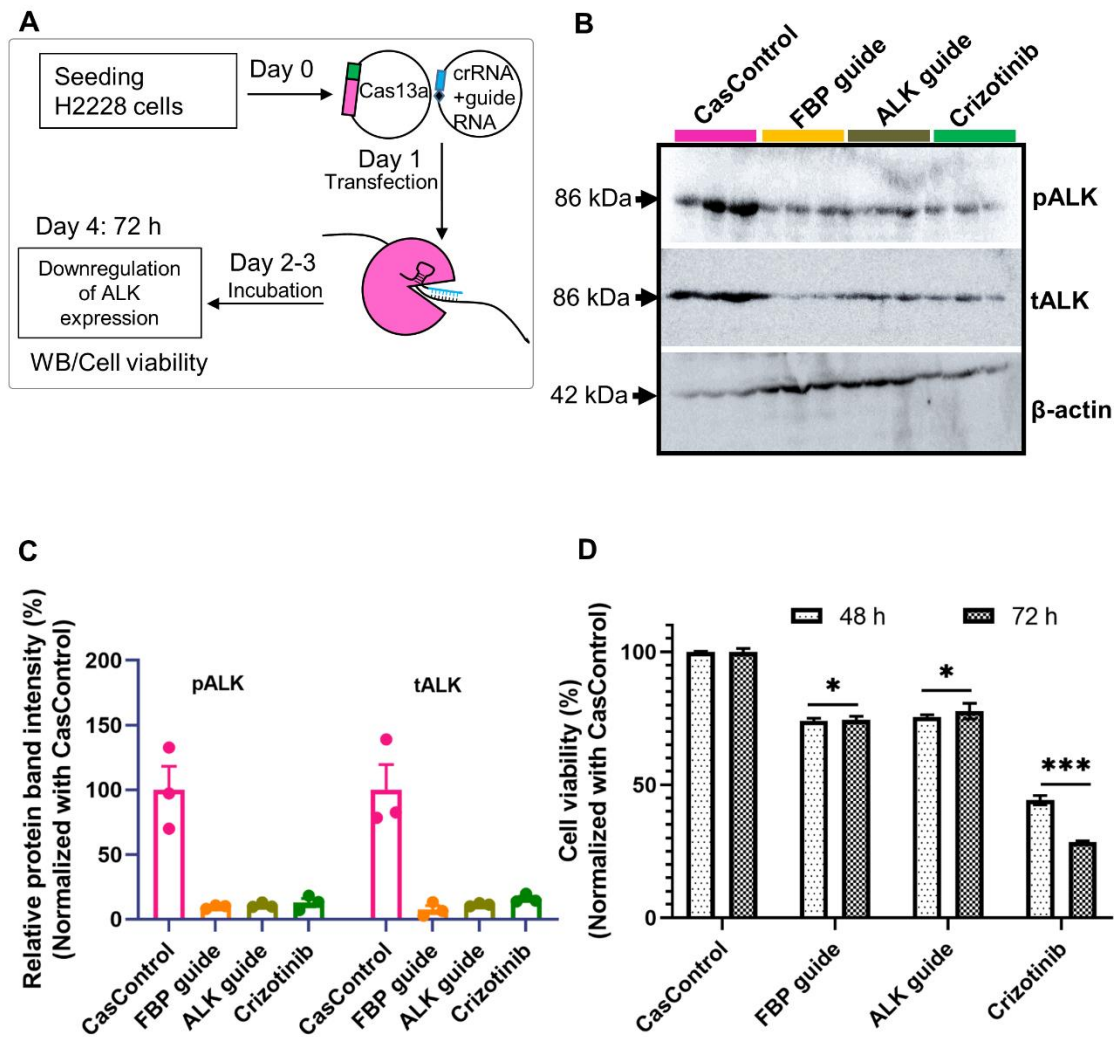 A
Seeding
H2228 cells
Day 0
Cas13a
crRNA
+guide
RNA
Day 1
Transfection
Day 4: 72 h
Downregulation
of ALK
expression
Day 2-3
Incubation
WB/Cell viability
B
CasControl
FBP guide
ALK guide
Crizotinib
86 kDa
pALK
86 kDa
tALK
42 kDa
β-actin
C
Relative protein band intensity (%)
(Normalized with CasControl)
200
150
100
50
0
pALK
tALK
CasControl
FBP guide
ALK guide
Crizotinib
CasControl
FBP guide
ALK guide
Crizotinib
D
Cell viability (%)
(Normalized with CasControl)
48 h
72 h
100
50
0
*
*
***
CasControl
FBP guide
ALK guide
Crizotinib